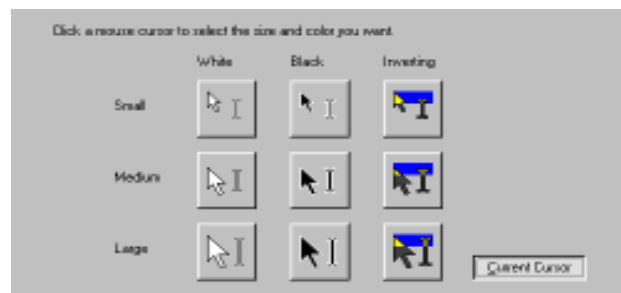 Click a mouse cursor to select the size and color you want.
White Black Inverting
Small
Medium
Large
Current Cursor